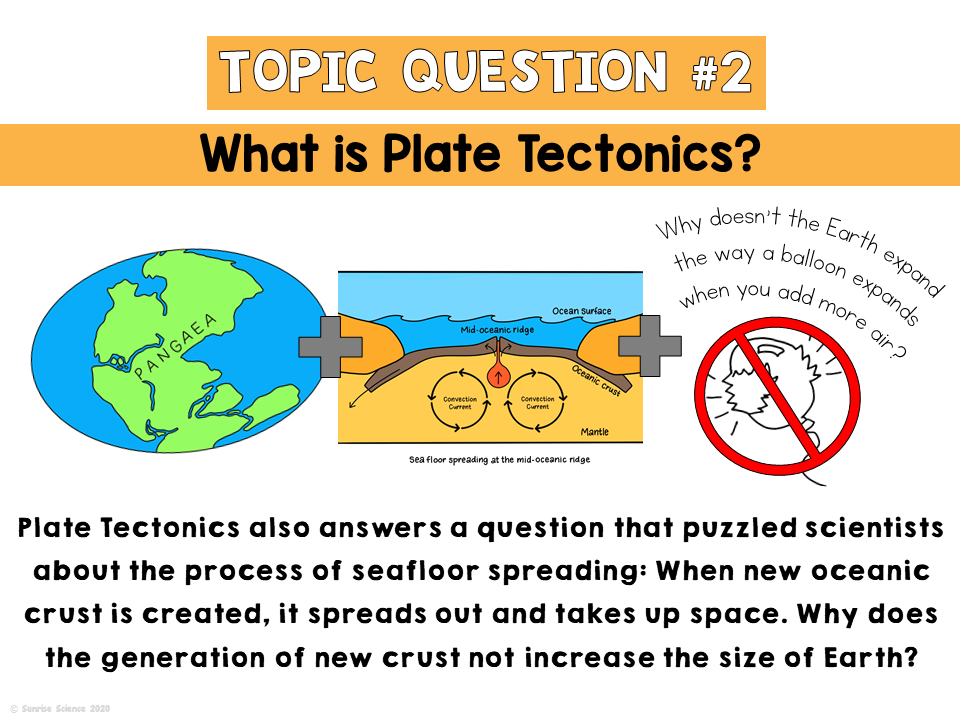 TOPIC QUESTION #2
What is Plate Tectonics?
Why doesn't the Earth expand
the way a balloon expands
when you add more air?
PANGAEA
Ocean Surface
Mid-oceanic ridge
Oceanic crust
Convection
Current
Convection
Current
Mantle
Sea floor spreading at the mid-oceanic ridge
Plate Tectonics also answers a question that puzzled scientists
about the process of seafloor spreading: When new oceanic
crust is created, it spreads out and takes up space. Why does
the generation of new crust not increase the size of Earth?
© Sunrise Science 2020